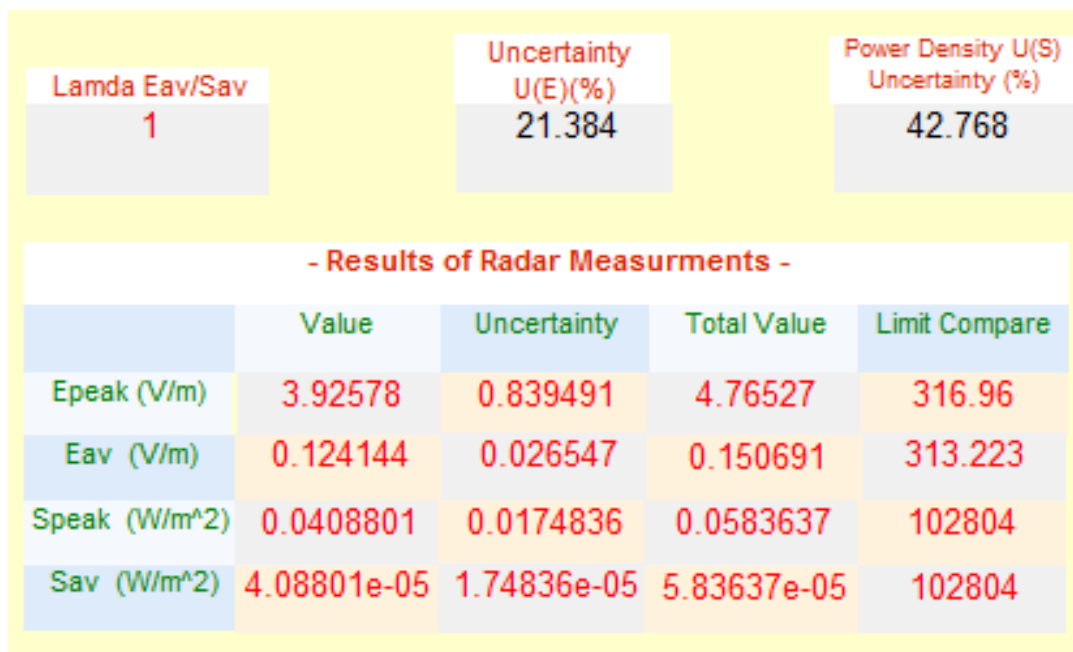 Lamda Eav/Sav
1
Uncertainty
U(E)(%)
21.384
Power Density U(S)
Uncertainty (%)
42.768
- Results of Radar Measurments -
Value Uncertainty Total Value Limit Compare
Epeak (V/m) 3.92578 0.839491 4.76527 316.96
Eav (V/m) 0.124144 0.026547 0.150691 313.223
Speak (W/m^2) 0.0408801 0.0174836 0.0583637 102804
Sav (W/m^2) 4.08801e-05 1.74836e-05 5.83637e-05 102804